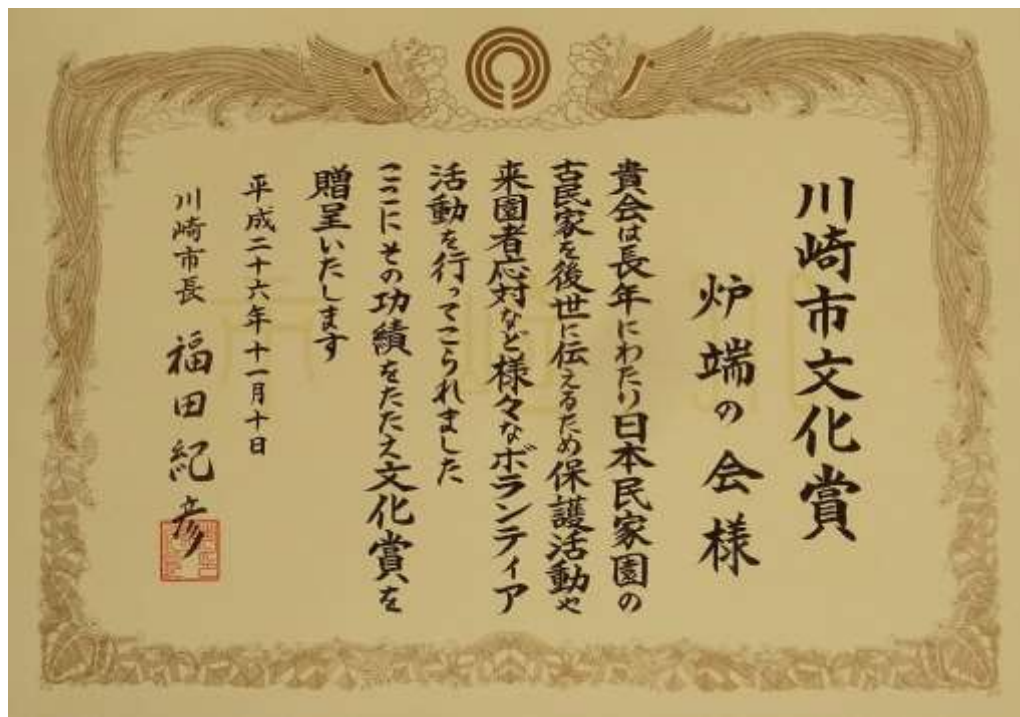 川崎市文化賞
炉端の会様
貴会は長年にわたり日本民家園の
古民家を後世に伝えるため保護活動や
来園者応対など様々なボランティア
活動を行ってこられました
ここにその功績をたたえ文化賞を
贈呈いたします
平成二十六年十一月十日
川崎市長 福田紀彦